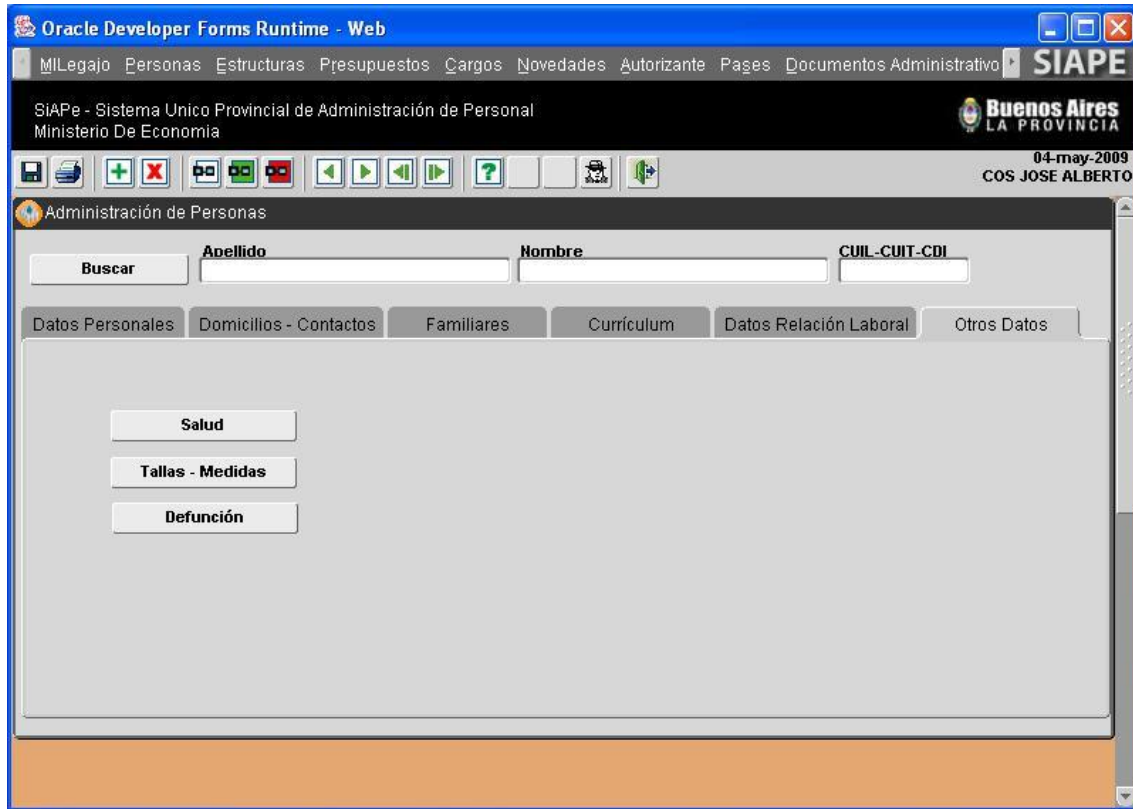 Oracle Developer Forms Runtime - Web
MILegajo Personas Estructuras Presupuestos Cargos Novedades Autorizante Pases Documentos Administrativo SIAPE
SiAPe - Sistema Unico Provincial de Administración de Personal
Ministerio De Economia
Buenos Aires
LA PROVINCIA
?
04-may-2009
COS JOSE ALBERTO
Administración de Personas
Buscar Apellido Nombre CUIL-CUIT-CDI
Datos Personales Domicilios - Contactos Familiares Currículum Datos Relación Laboral Otros Datos
Salud
Tallas - Medidas
Defunción